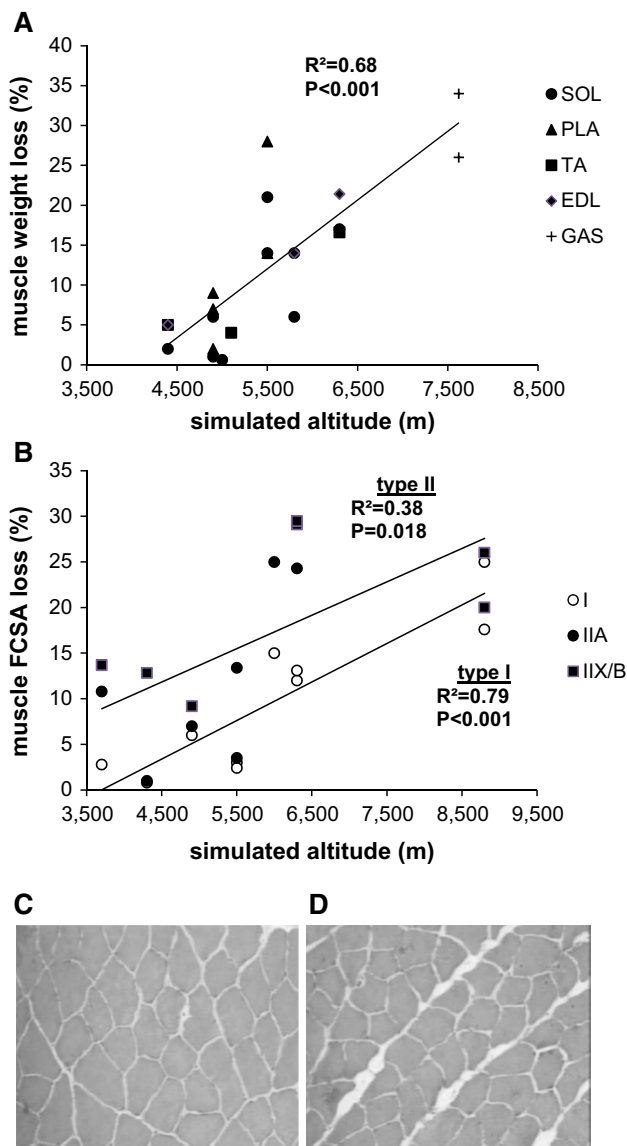 A
40
35
30
25
20
15
10
5
0
muscle weight loss (%)
R²=0.68
P<0.001
SOL
PLA
TA
EDL
GAS
3,500 4,500 5,500 6,500 7,500 8,500
simulated altitude (m)
B
35
30
25
20
15
10
5
0
muscle FCSA loss (%)
type II
R²=0.38
P=0.018
I
IIA
IIX/B
type I
R²=0.79
P<0.001
3,500 4,500 5,500 6,500 7,500 8,500 9,500
simulated altitude (m)
C D